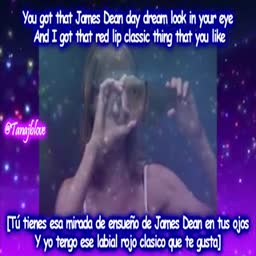 You got that James Dean day dream look in your eye
And I got that red lip classic thing that you like
@Tanajblove
[Tú tienes esa mirada de ensueño de James Dean en tus ojos
Y yo tengo ese labial rojo clasico que te gusta]